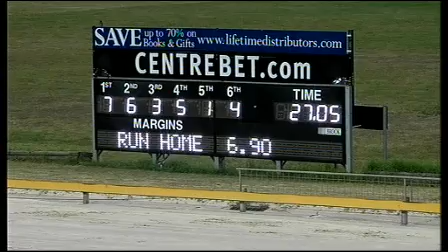 SAVE up to 70% on Books & Gifts www.lifetimedistributors.com
CENTREBET.com
1ST 2ND 3RD 4TH 5TH 6TH TIME
7 6 3 5 1 4 27.05
MARGINS
RUN HOME 6.90